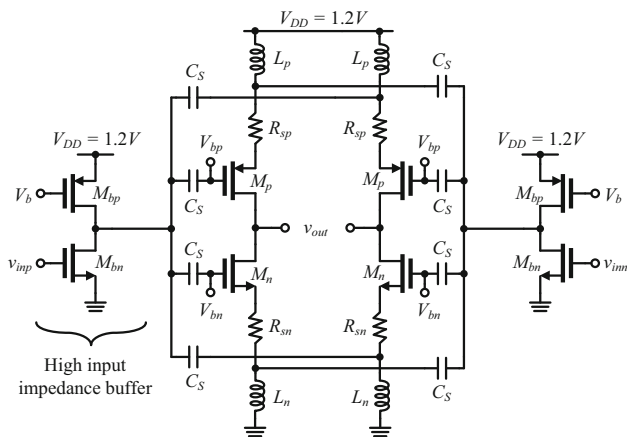 V_DD = 1.2V
L_p L_p
C_S C_S
R_sp R_sp
V_DD = 1.2V V_bp V_bp V_DD = 1.2V
V_b M_bp M_p M_p M_bp V_b
C_S C_S
v_inp M_bn C_S v_out C_S M_bn v_inn
M_n M_n
V_bn V_bn
R_sn R_sn
High input
impedance buffer
C_S C_S
L_n L_n